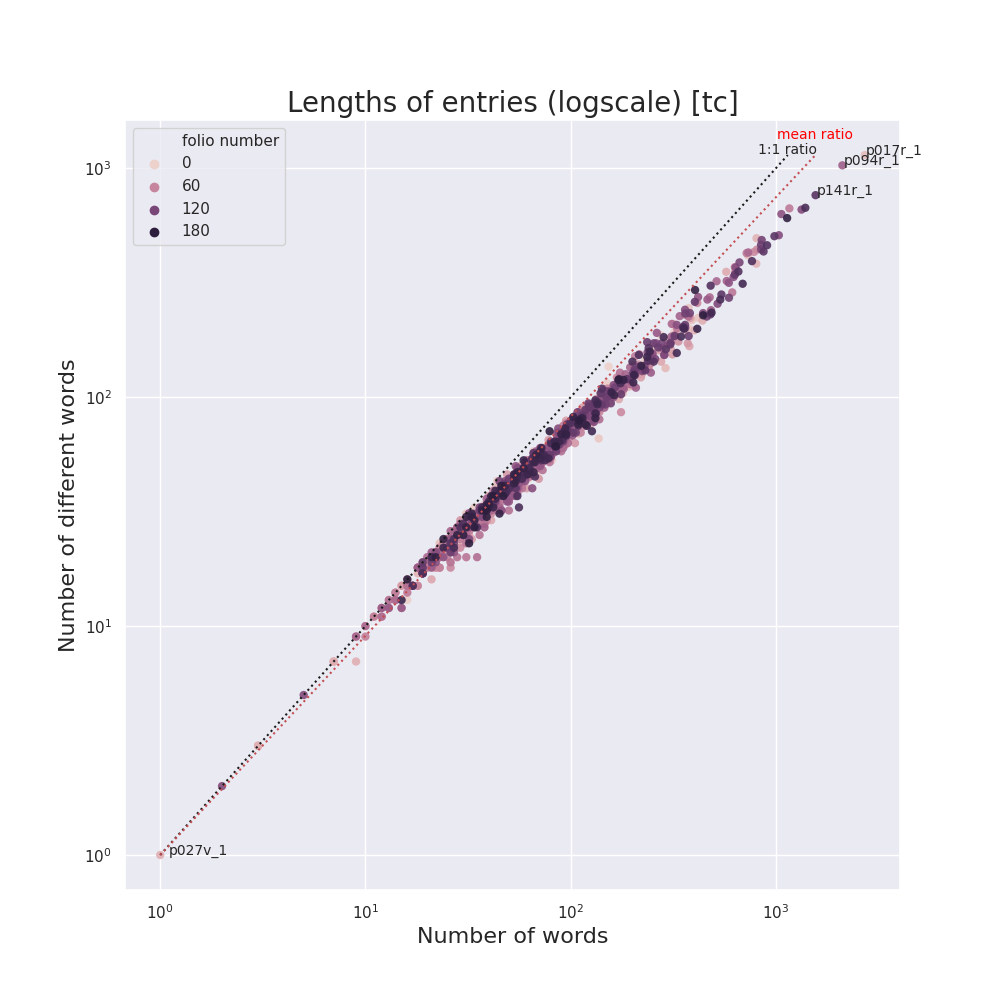 Lengths of entries (logscale) [tc]
folio number
0
60
120
180
mean ratio
1:1 ratio
p017r_1
p094r_1
p141r_1
p027v_1
10³
10²
10¹
10⁰
Number of different words
10⁰
10¹
10²
10³
Number of words